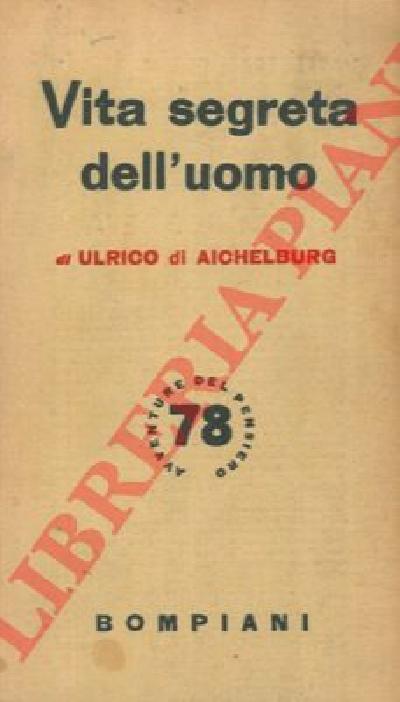 Vita segreta
dell'uomo
di ULRICO di AICHELBURG
AVVENTURE DEL PENSIERO
78
BOMPIANI
LIBRERIA PIANI